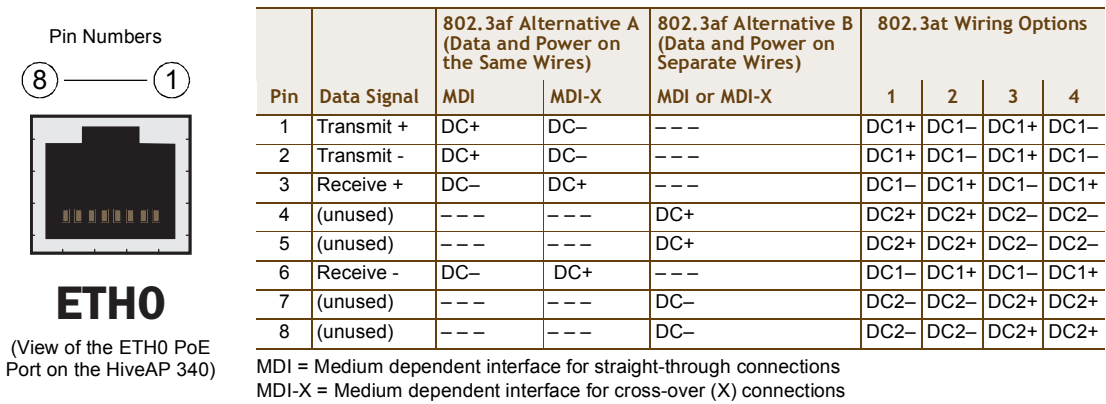 Pin Numbers
8 1
ETH0
(View of the ETH0 PoE
Port on the HiveAP 340)
802.3af Alternative A
(Data and Power on
the Same Wires)
802.3af Alternative B
(Data and Power on
Separate Wires)
802.3at Wiring Options
Pin Data Signal MDI MDI-X MDI or MDI-X 1 2 3 4
1 Transmit + DC+ DC– – – – DC1+ DC1– DC1+ DC1–
2 Transmit - DC+ DC– – – – DC1+ DC1– DC1+ DC1–
3 Receive + DC– DC+ – – – DC1– DC1+ DC1– DC1+
4 (unused) – – – – – – DC+ DC2+ DC2+ DC2– DC2–
5 (unused) – – – – – – DC+ DC2+ DC2+ DC2– DC2–
6 Receive - DC– DC+ – – – DC1– DC1+ DC1– DC1+
7 (unused) – – – – – – DC– DC2– DC2– DC2+ DC2+
8 (unused) – – – – – – DC– DC2– DC2– DC2+ DC2+
MDI = Medium dependent interface for straight-through connections
MDI-X = Medium dependent interface for cross-over (X) connections